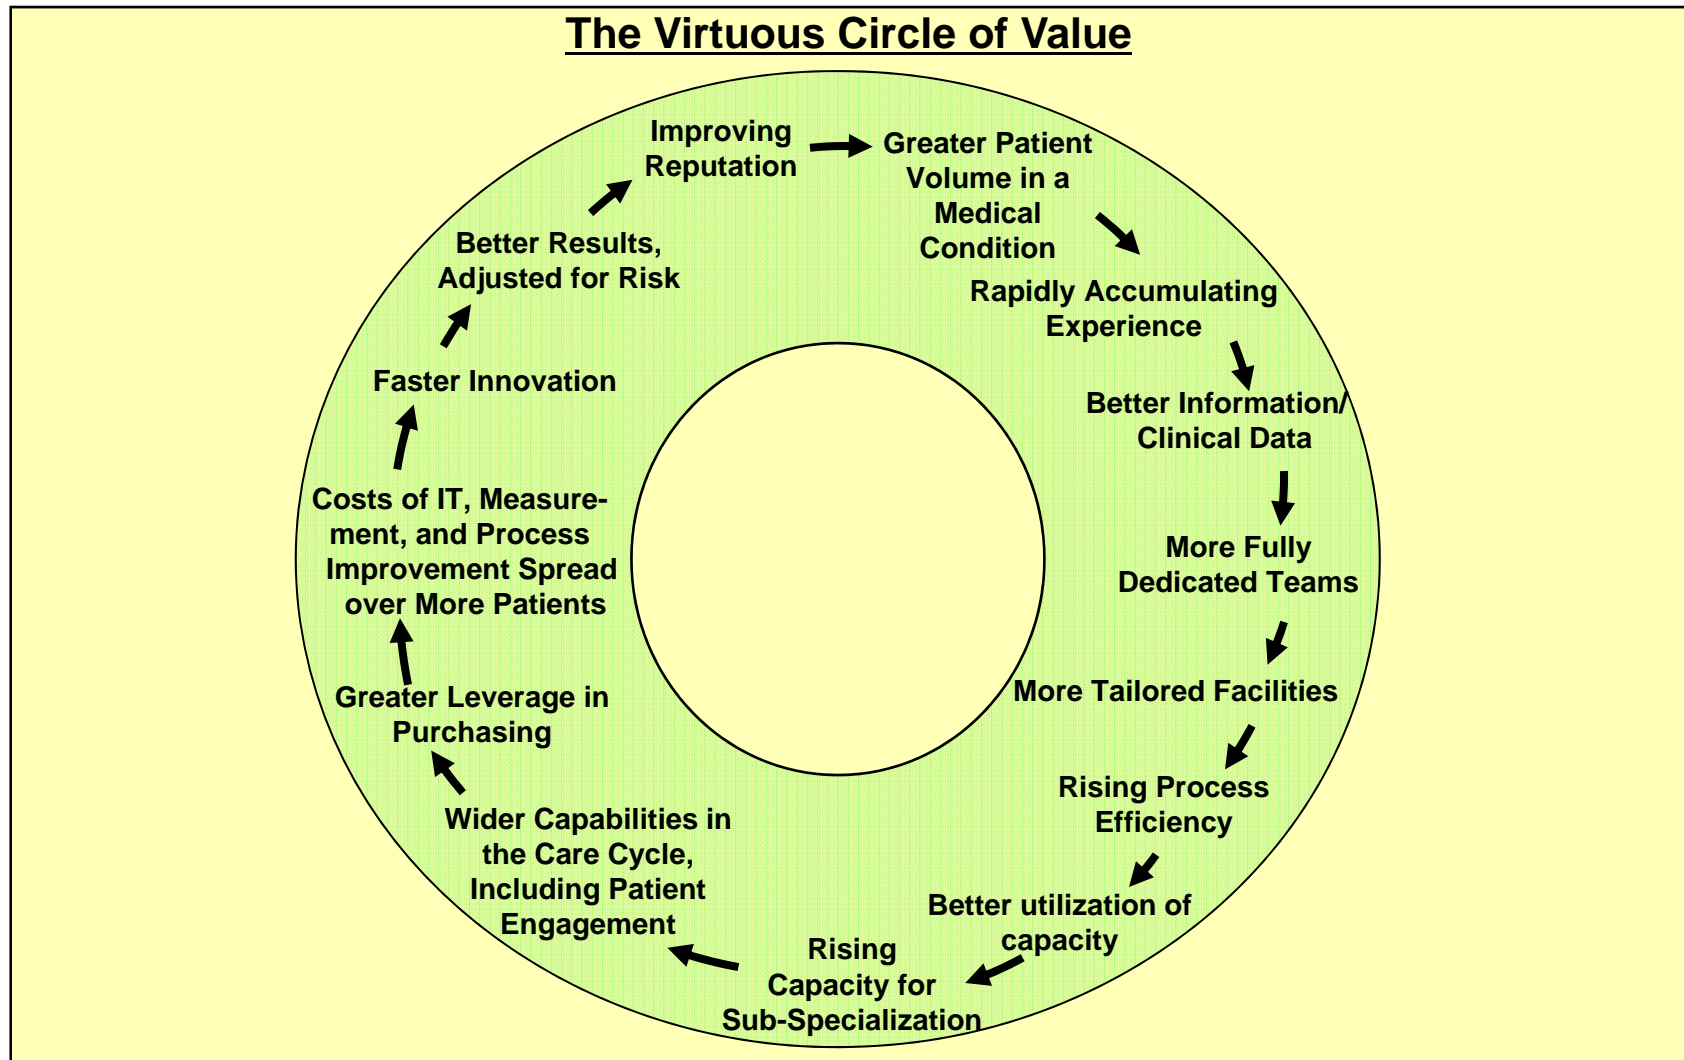 The Virtuous Circle of Value
Improving
Reputation
Greater Patient
Volume in a
Medical
Condition
Rapidly Accumulating
Experience
Better Information/
Clinical Data
More Fully
Dedicated Teams
More Tailored Facilities
Rising Process
Efficiency
Better utilization of
capacity
Rising
Capacity for
Sub-Specialization
Wider Capabilities in
the Care Cycle,
Including Patient
Engagement
Greater Leverage in
Purchasing
Costs of IT, Measure-
ment, and Process
Improvement Spread
over More Patients
Faster Innovation
Better Results,
Adjusted for Risk